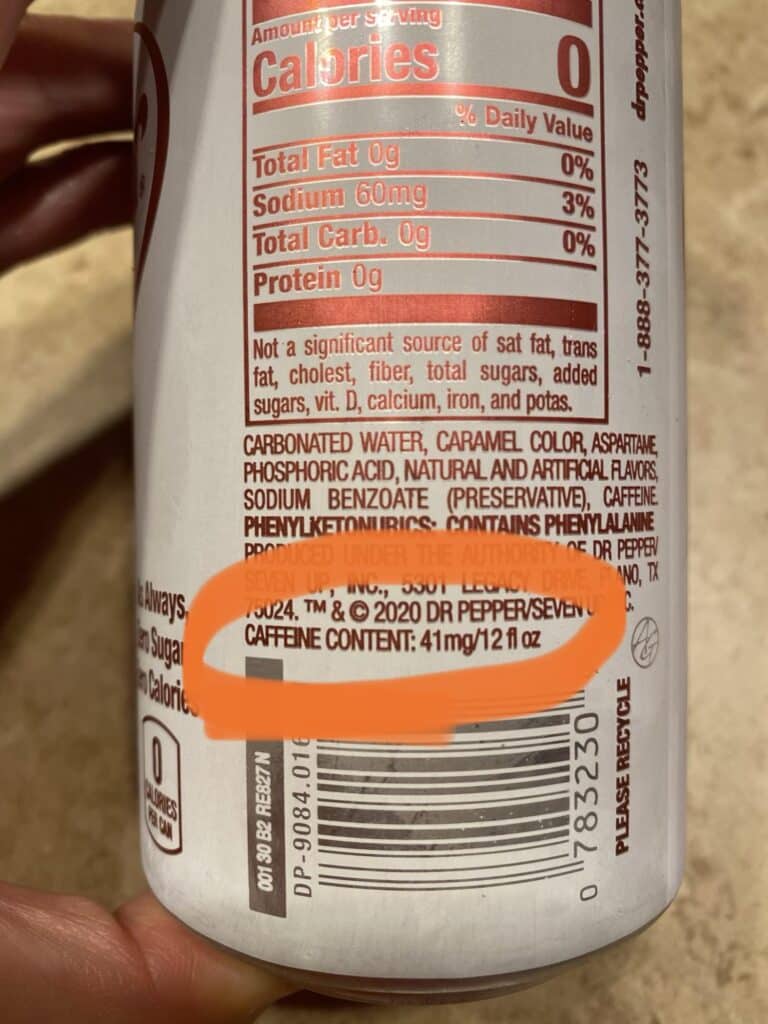 Amount per serving
Calories 0
% Daily Value
Total Fat 0g 0%
Sodium 60mg 3%
Total Carb. 0g 0%
Protein 0g
Not a significant source of sat fat, trans
fat, cholest, fiber, total sugars, added
sugars, vit. D, calcium, iron, and potas.
CARBONATED WATER, CARAMEL COLOR, ASPARTAME,
PHOSPHORIC ACID, NATURAL AND ARTIFICIAL FLAVORS,
SODIUM BENZOATE (PRESERVATIVE), CAFFEINE.
PHENYLKETONURICS: CONTAINS PHENYLALANINE
PRODUCED UNDER THE AUTHORITY OF DR PEPPER/
SEVEN UP, INC., 5301 LEGACY DRIVE, PLANO, TX
75024. ™ & © 2020 DR PEPPER/SEVEN
CAFFEINE CONTENT: 41mg/12 fl oz
Always,
Sugar
Calories
0
CALORIES
PER CAN
001 30 B2 RE827 N
DP-9084.016
0 783230
PLEASE RECYCLE
1-888-377-3773 drpepper.